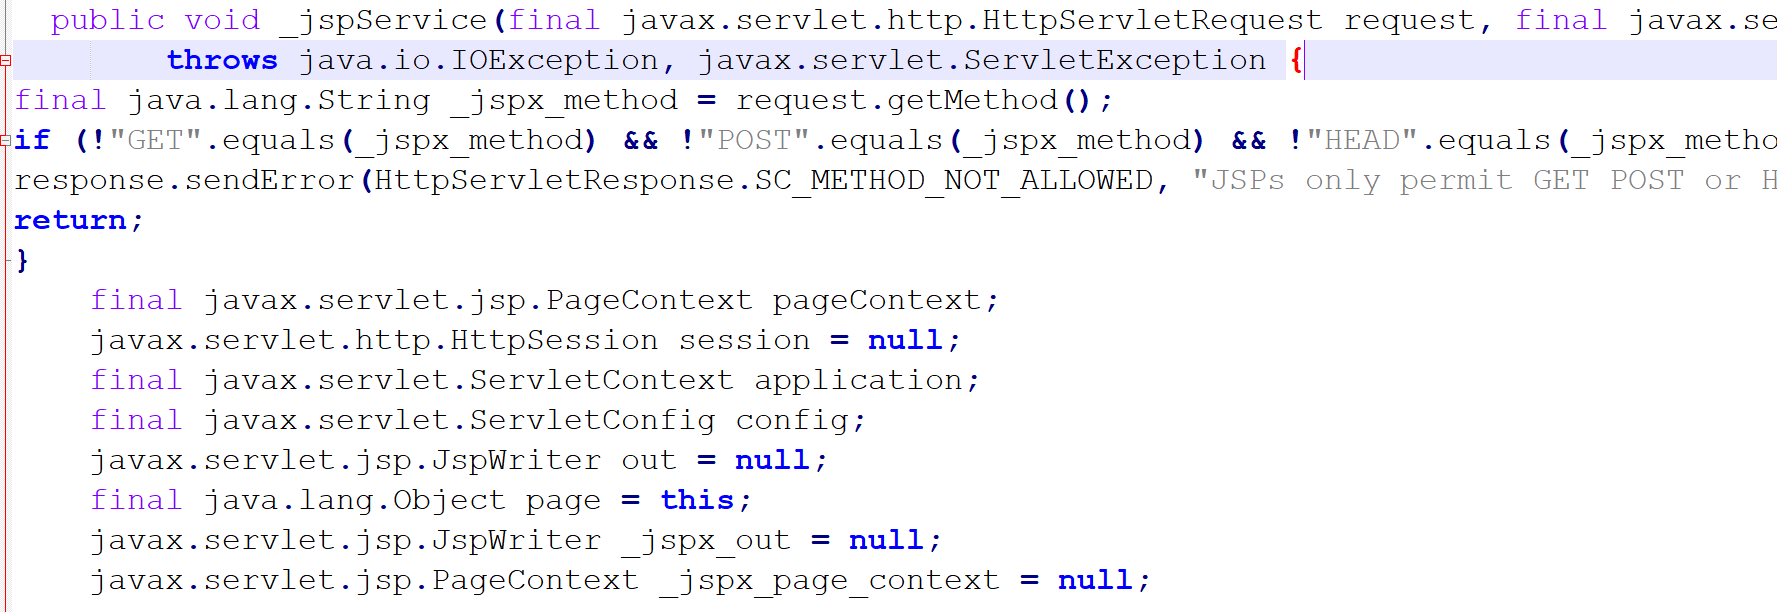 public void _jspService(final javax.servlet.http.HttpServletRequest request, final javax.se
throws java.io.IOException, javax.servlet.ServletException {
final java.lang.String _jspx_method = request.getMethod();
if (!"GET".equals(_jspx_method) && !"POST".equals(_jspx_method) && !"HEAD".equals(_jspx_metho
response.sendError(HttpServletResponse.SC_METHOD_NOT_ALLOWED, "JSPs only permit GET POST or H
return;
}
final javax.servlet.jsp.PageContext pageContext;
javax.servlet.http.HttpSession session = null;
final javax.servlet.ServletContext application;
final javax.servlet.ServletConfig config;
javax.servlet.jsp.JspWriter out = null;
final java.lang.Object page = this;
javax.servlet.jsp.JspWriter _jspx_out = null;
javax.servlet.jsp.PageContext _jspx_page_context = null;